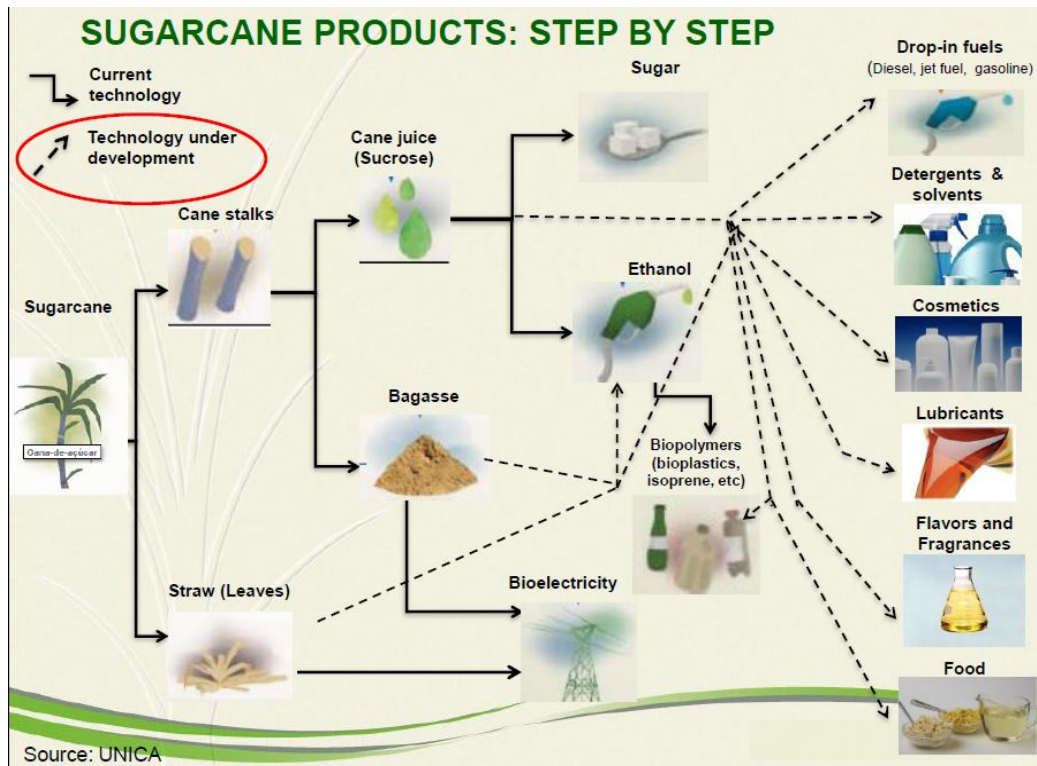 SUGARCANE PRODUCTS: STEP BY STEP
Current
technology
Technology under
development
Sugarcane
Cana-de-açúcar
Cane stalks
Straw (Leaves)
Cane juice
(Sucrose)
Bagasse
Sugar
Ethanol
Biopolymers
(bioplastics,
isoprene, etc)
Bioelectricity
Drop-in fuels
(Diesel, jet fuel, gasoline)
Detergents &
solvents
Cosmetics
Lubricants
Flavors and
Fragrances
Food
Source: UNICA